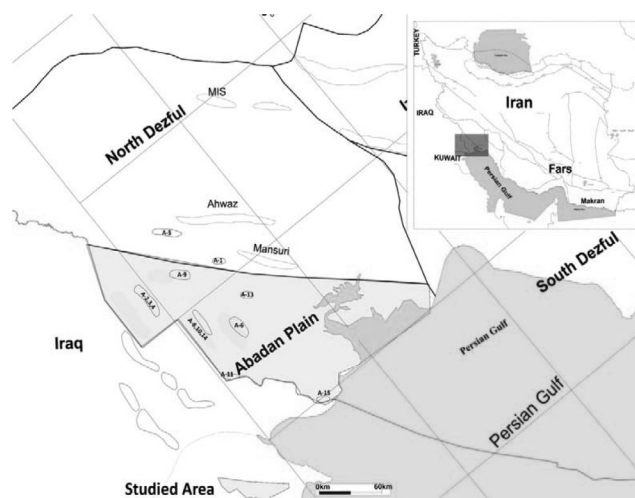 TURKEY
Iran
IRAQ
KUWAIT
Persian Gulf
Fars
Makran
MIS
North Dezful
Ahwaz
A-5
A-1
Mansuri
A-9
A-2,3,4
A-13
A-8,10,14
A-6
Abadan Plain
South Dezful
Iraq
A-11
A-15
Persian Gulf
Persian Gulf
Studied Area
0km
60km